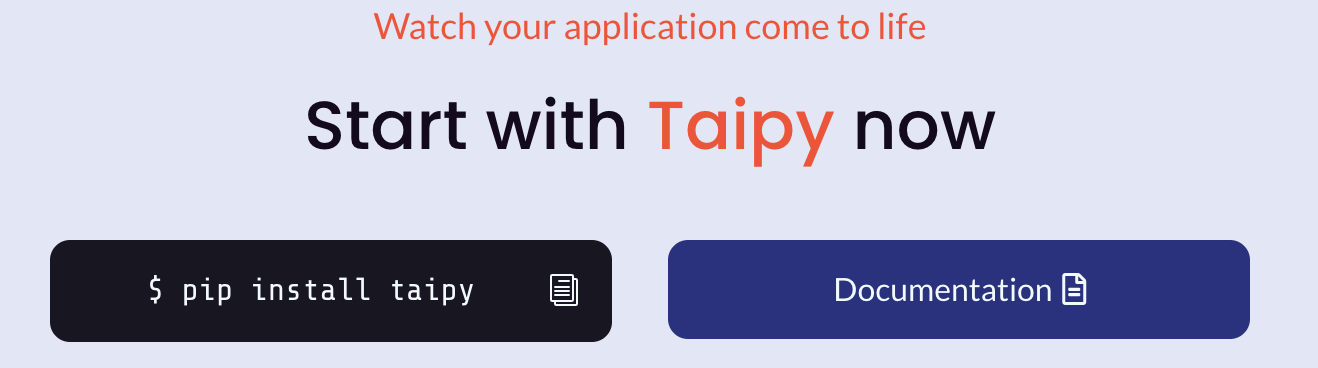 Watch your application come to life
Start with Taipy now
$ pip install taipy
Documentation